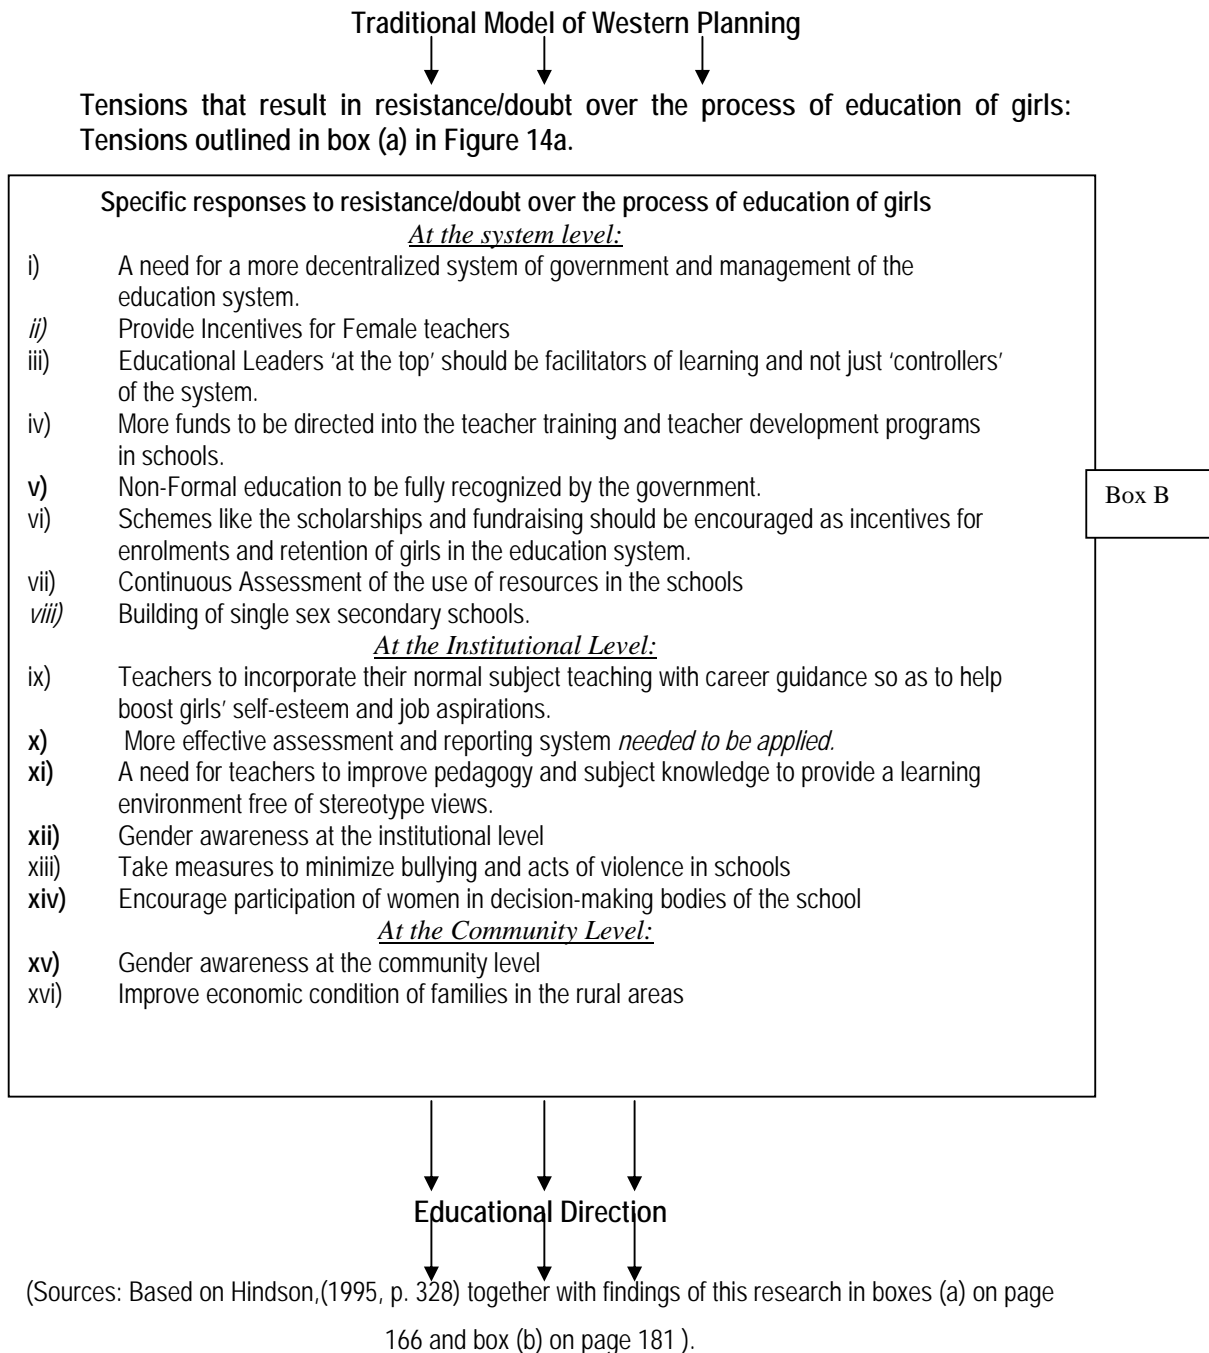 Traditional Model of Western Planning
Tensions that result in resistance/doubt over the process of education of girls:
Tensions outlined in box (a) in Figure 14a.
Specific responses to resistance/doubt over the process of education of girls
At the system level:
i) A need for a more decentralized system of government and management of the
education system.
ii) Provide Incentives for Female teachers
iii) Educational Leaders ‘at the top’ should be facilitators of learning and not just ‘controllers’
of the system.
iv) More funds to be directed into the teacher training and teacher development programs
in schools.
v) Non-Formal education to be fully recognized by the government.
Box B
vi) Schemes like the scholarships and fundraising should be encouraged as incentives for
enrolments and retention of girls in the education system.
vii) Continuous Assessment of the use of resources in the schools
viii) Building of single sex secondary schools.
At the Institutional Level:
ix) Teachers to incorporate their normal subject teaching with career guidance so as to help
boost girls’ self-esteem and job aspirations.
x) More effective assessment and reporting system needed to be applied.
xi) A need for teachers to improve pedagogy and subject knowledge to provide a learning
environment free of stereotype views.
xii) Gender awareness at the institutional level
xiii) Take measures to minimize bullying and acts of violence in schools
xiv) Encourage participation of women in decision-making bodies of the school
At the Community Level:
xv) Gender awareness at the community level
xvi) Improve economic condition of families in the rural areas
Educational Direction
(Sources: Based on Hindson,(1995, p. 328) together with findings of this research in boxes (a) on page
166 and box (b) on page 181 ).